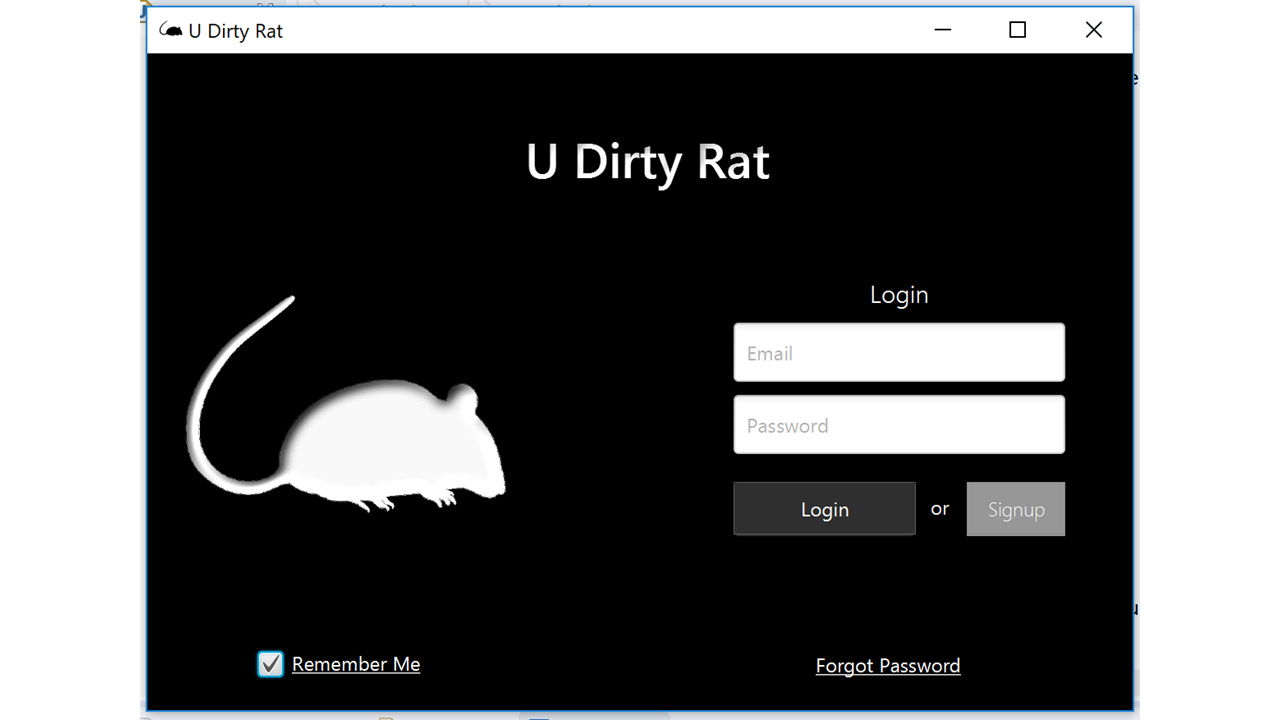 U Dirty Rat
U Dirty Rat
Login
Email
Password
Login or Signup
Remember Me Forgot Password